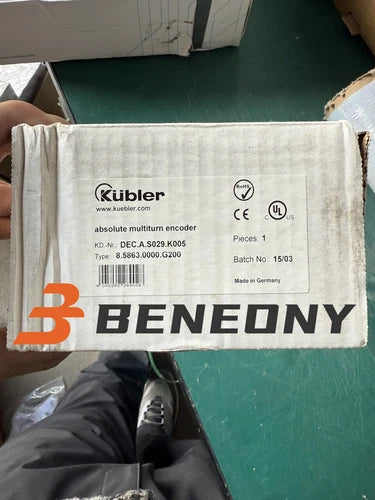 Kübler
www.kuebler.com
RoHS
absolute multiturn encoder
KD.-Nr.: DEC.A.S029.K005
Type: 8.5863.0000.G200
CE
c UL US
Pieces: 1
Batch No.: 15/03
Made in Germany
BENEONY